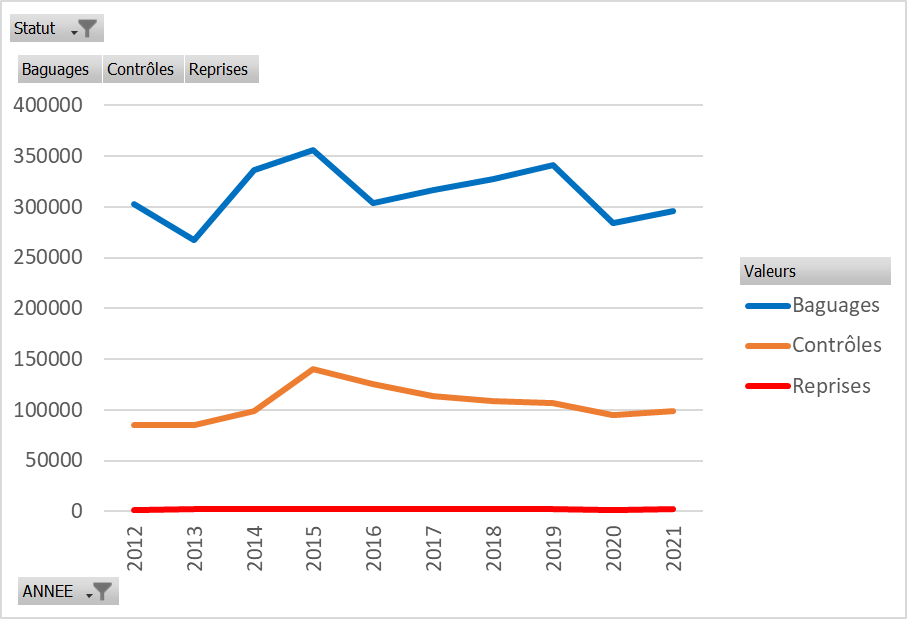 Statut
Baguages Contrôles Reprises
400000
350000
300000
250000
200000
150000
100000
50000
0
2012 2013 2014 2015 2016 2017 2018 2019 2020 2021
Valeurs
Baguages
Contrôles
Reprises
ANNEE